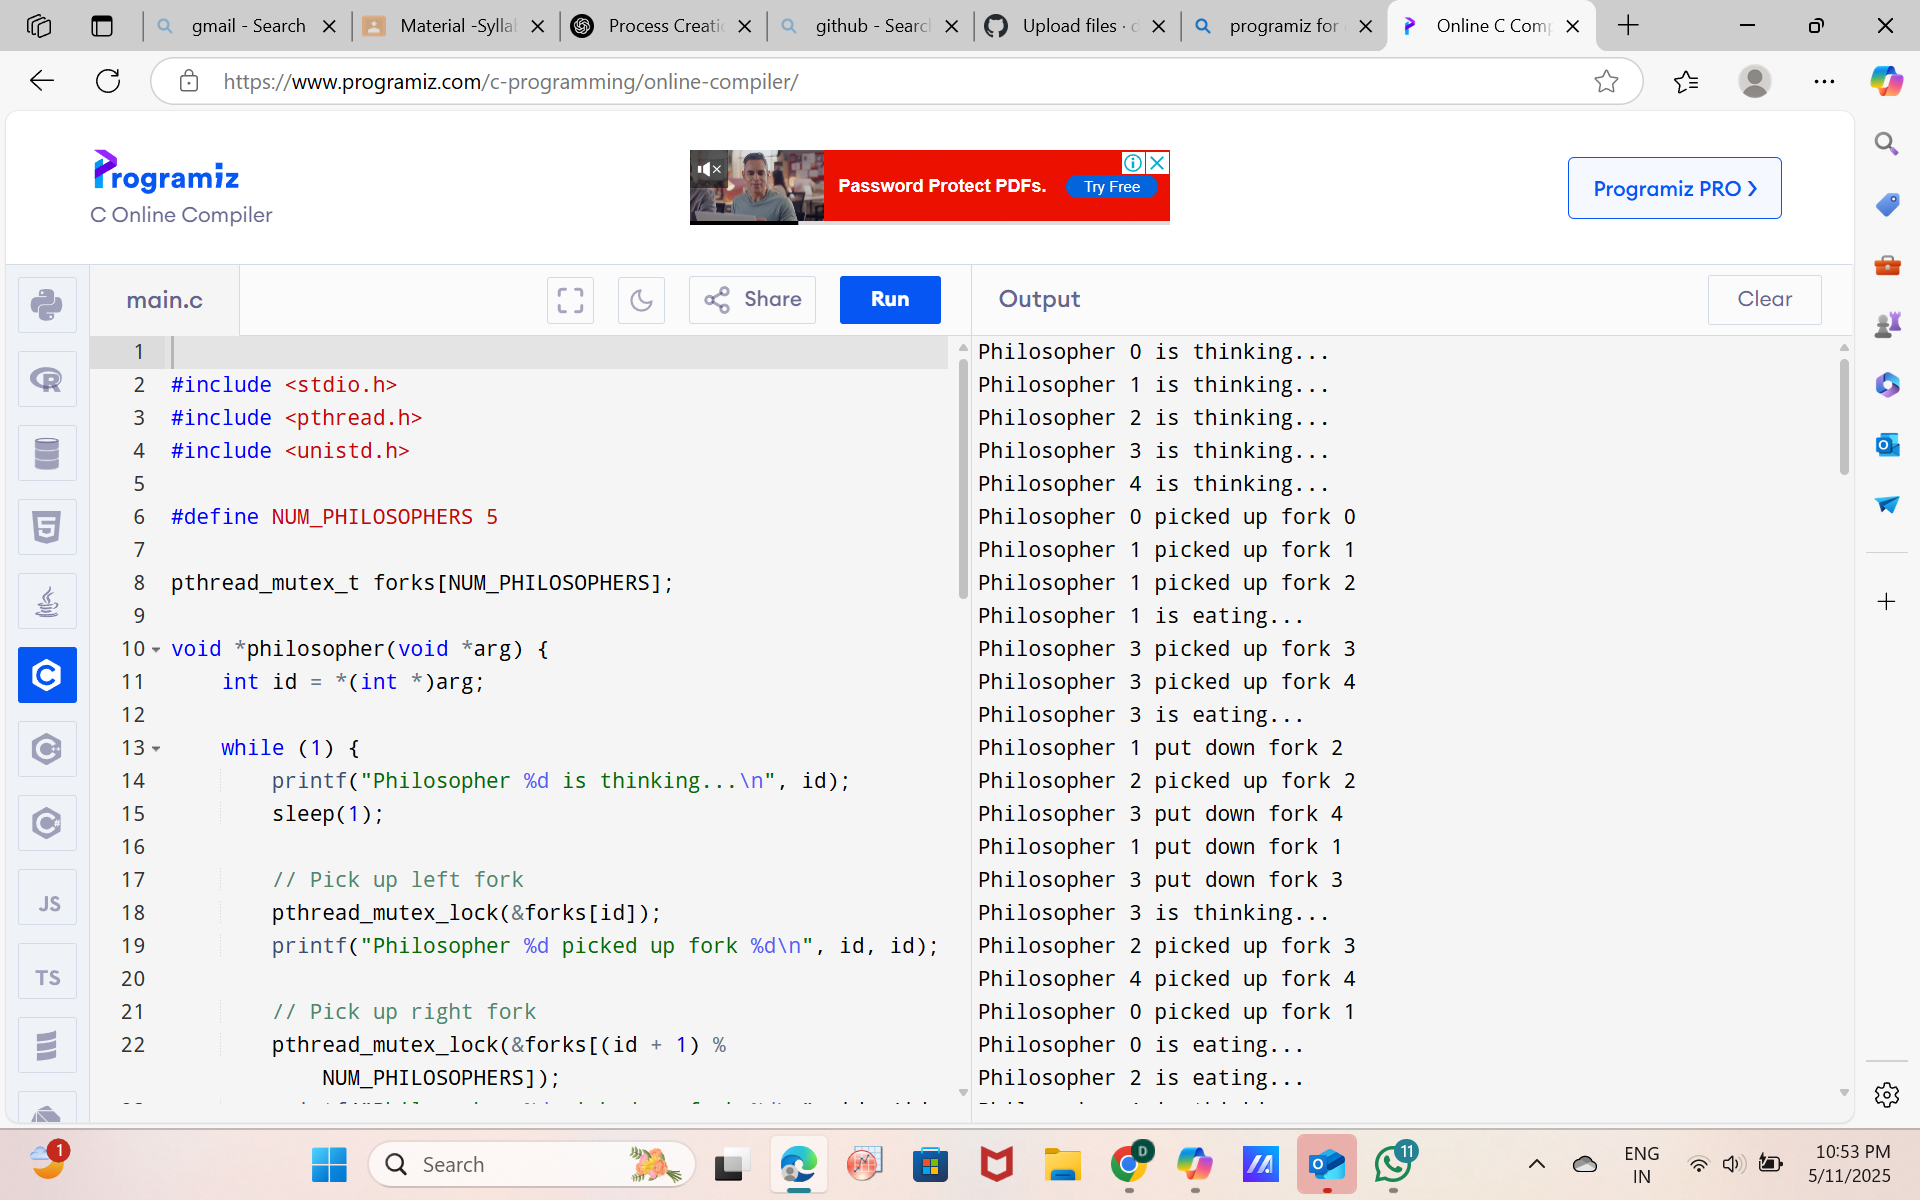 gmail - Search
Material -Syllab
Process Creatio
github - Search
Upload files · d
programiz for
Online C Comp
https://www.programiz.com/c-programming/online-compiler/
Programiz
C Online Compiler
Password Protect PDFs.
Try Free
Programiz PRO
main.c
Share
Run
Output
Clear
1
2 #include <stdio.h>
3 #include <pthread.h>
4 #include <unistd.h>
5
6 #define NUM_PHILOSOPHERS 5
7
8 pthread_mutex_t forks[NUM_PHILOSOPHERS];
9
10 void *philosopher(void *arg) {
11 int id = *(int *)arg;
12
13 while (1) {
14 printf("Philosopher %d is thinking...\n", id);
15 sleep(1);
16
17 // Pick up left fork
18 pthread_mutex_lock(&forks[id]);
19 printf("Philosopher %d picked up fork %d\n", id, id);
20
21 // Pick up right fork
22 pthread_mutex_lock(&forks[(id + 1) %
NUM_PHILOSOPHERS]);
Philosopher 0 is thinking...
Philosopher 1 is thinking...
Philosopher 2 is thinking...
Philosopher 3 is thinking...
Philosopher 4 is thinking...
Philosopher 0 picked up fork 0
Philosopher 1 picked up fork 1
Philosopher 1 picked up fork 2
Philosopher 1 is eating...
Philosopher 3 picked up fork 3
Philosopher 3 picked up fork 4
Philosopher 3 is eating...
Philosopher 1 put down fork 2
Philosopher 2 picked up fork 2
Philosopher 3 put down fork 4
Philosopher 1 put down fork 1
Philosopher 3 put down fork 3
Philosopher 3 is thinking...
Philosopher 2 picked up fork 3
Philosopher 4 picked up fork 4
Philosopher 0 picked up fork 1
Philosopher 0 is eating...
Philosopher 2 is eating...
JS
TS
1
Search
D
11
ENG
IN
10:53 PM
5/11/2025